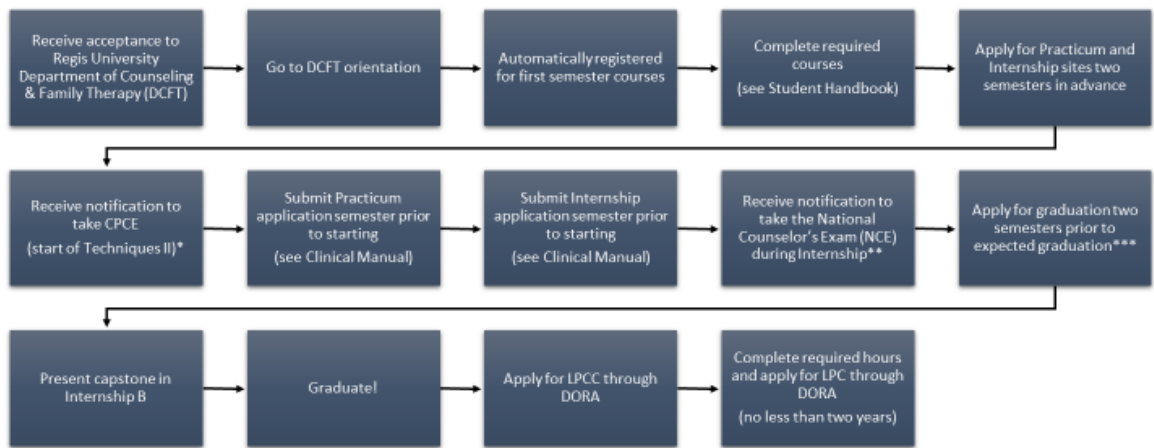 Receive acceptance to
Regis University
Department of Counseling
& Family Therapy (DCFT)
Go to DCFT orientation
Automatically registered
for first semester courses
Complete required
courses
(see Student Handbook)
Apply for Practicum and
Internship sites two
semesters in advance
Receive notification to
take CPCE
(start of Techniques II)*
Submit Practicum
application semester prior
to starting
(see Clinical Manual)
Submit Internship
application semester prior
to starting
(see Clinical Manual)
Receive notification to
take the National
Counselor's Exam (NCE)
during Internship**
Apply for graduation two
semesters prior to
expected graduation***
Present capstone in
Internship B
Graduate!
Apply for LPCC through
DORA
Complete required hours
and apply for LPC through
DORA
(no less than two years)